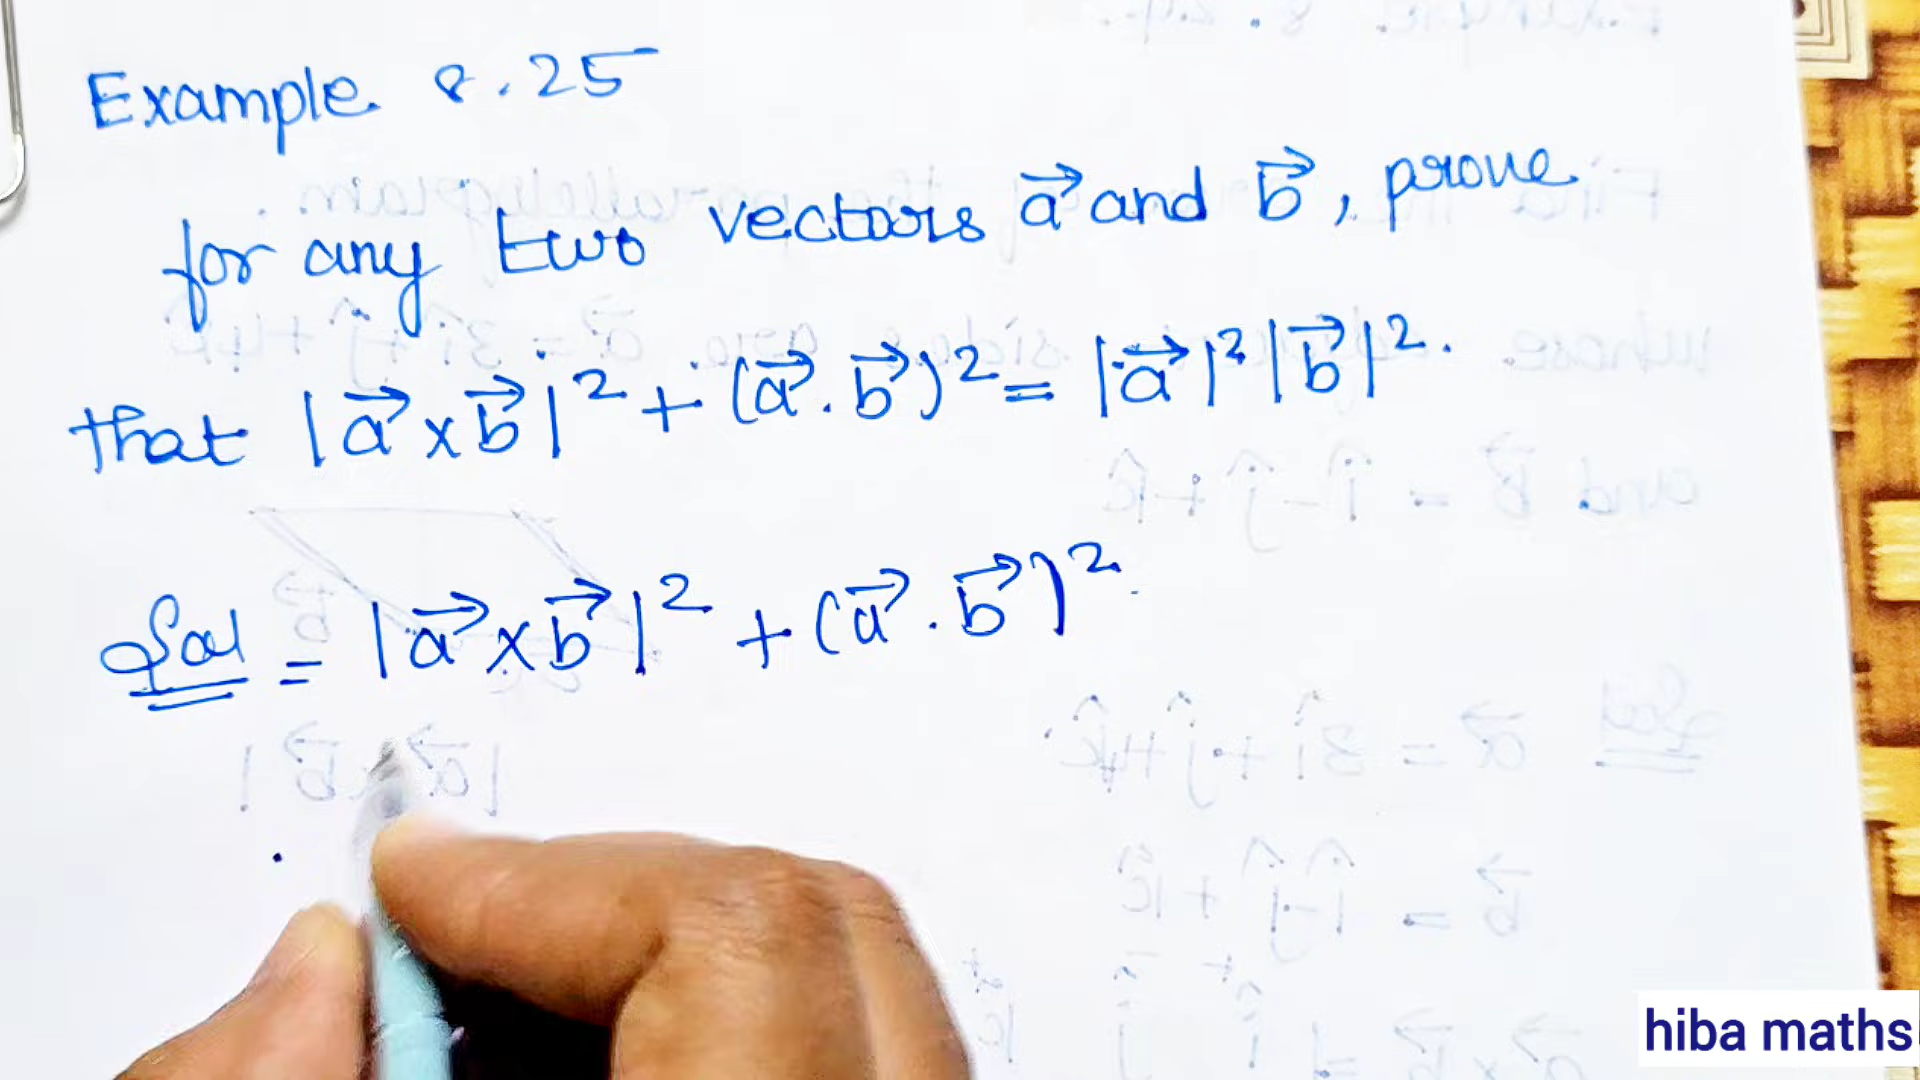 Example 8.25
for any two vectors a⃗ and b⃗, prove
that |a⃗ × b⃗|² + (a⃗ . b⃗)² = |a⃗|² |b⃗|².
Sol = |a⃗ × b⃗|² + (a⃗ . b⃗)²
hiba maths